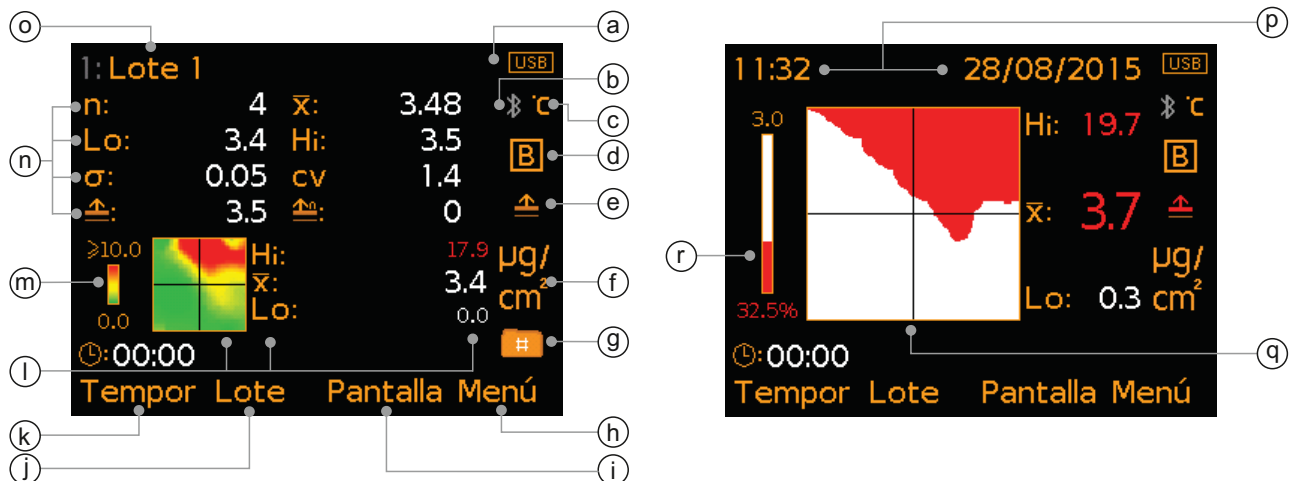 o
a
b
c
d
e
f
g
h
i
j
k
l
m
n
1: Lote 1 USB
n: 4 x̅: 3.48 °C
Lo: 3.4 Hi: 3.5 B
σ: 0.05 cv 1.4
: 3.5 n: 0
≥10.0 Hi: 17.9 µg/
x̅: 3.4 cm²
0.0 Lo: 0.0
#
:00:00
Tempor Lote Pantalla Menú
p
q
r
11:32 28/08/2015 USB
3.0 Hi: 19.7 °C
B
x̅: 3.7
µg/
32.5% Lo: 0.3 cm²
:00:00
Tempor Lote Pantalla Menú